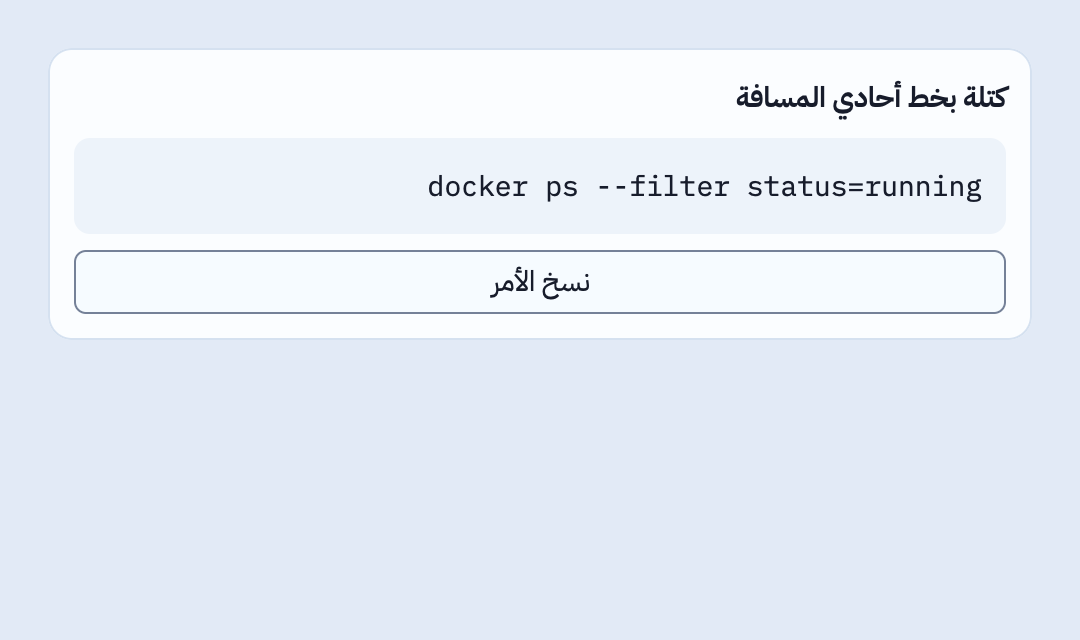 كتلة بخط أحادي المسافة
docker ps --filter status=running
نسخ الأمر